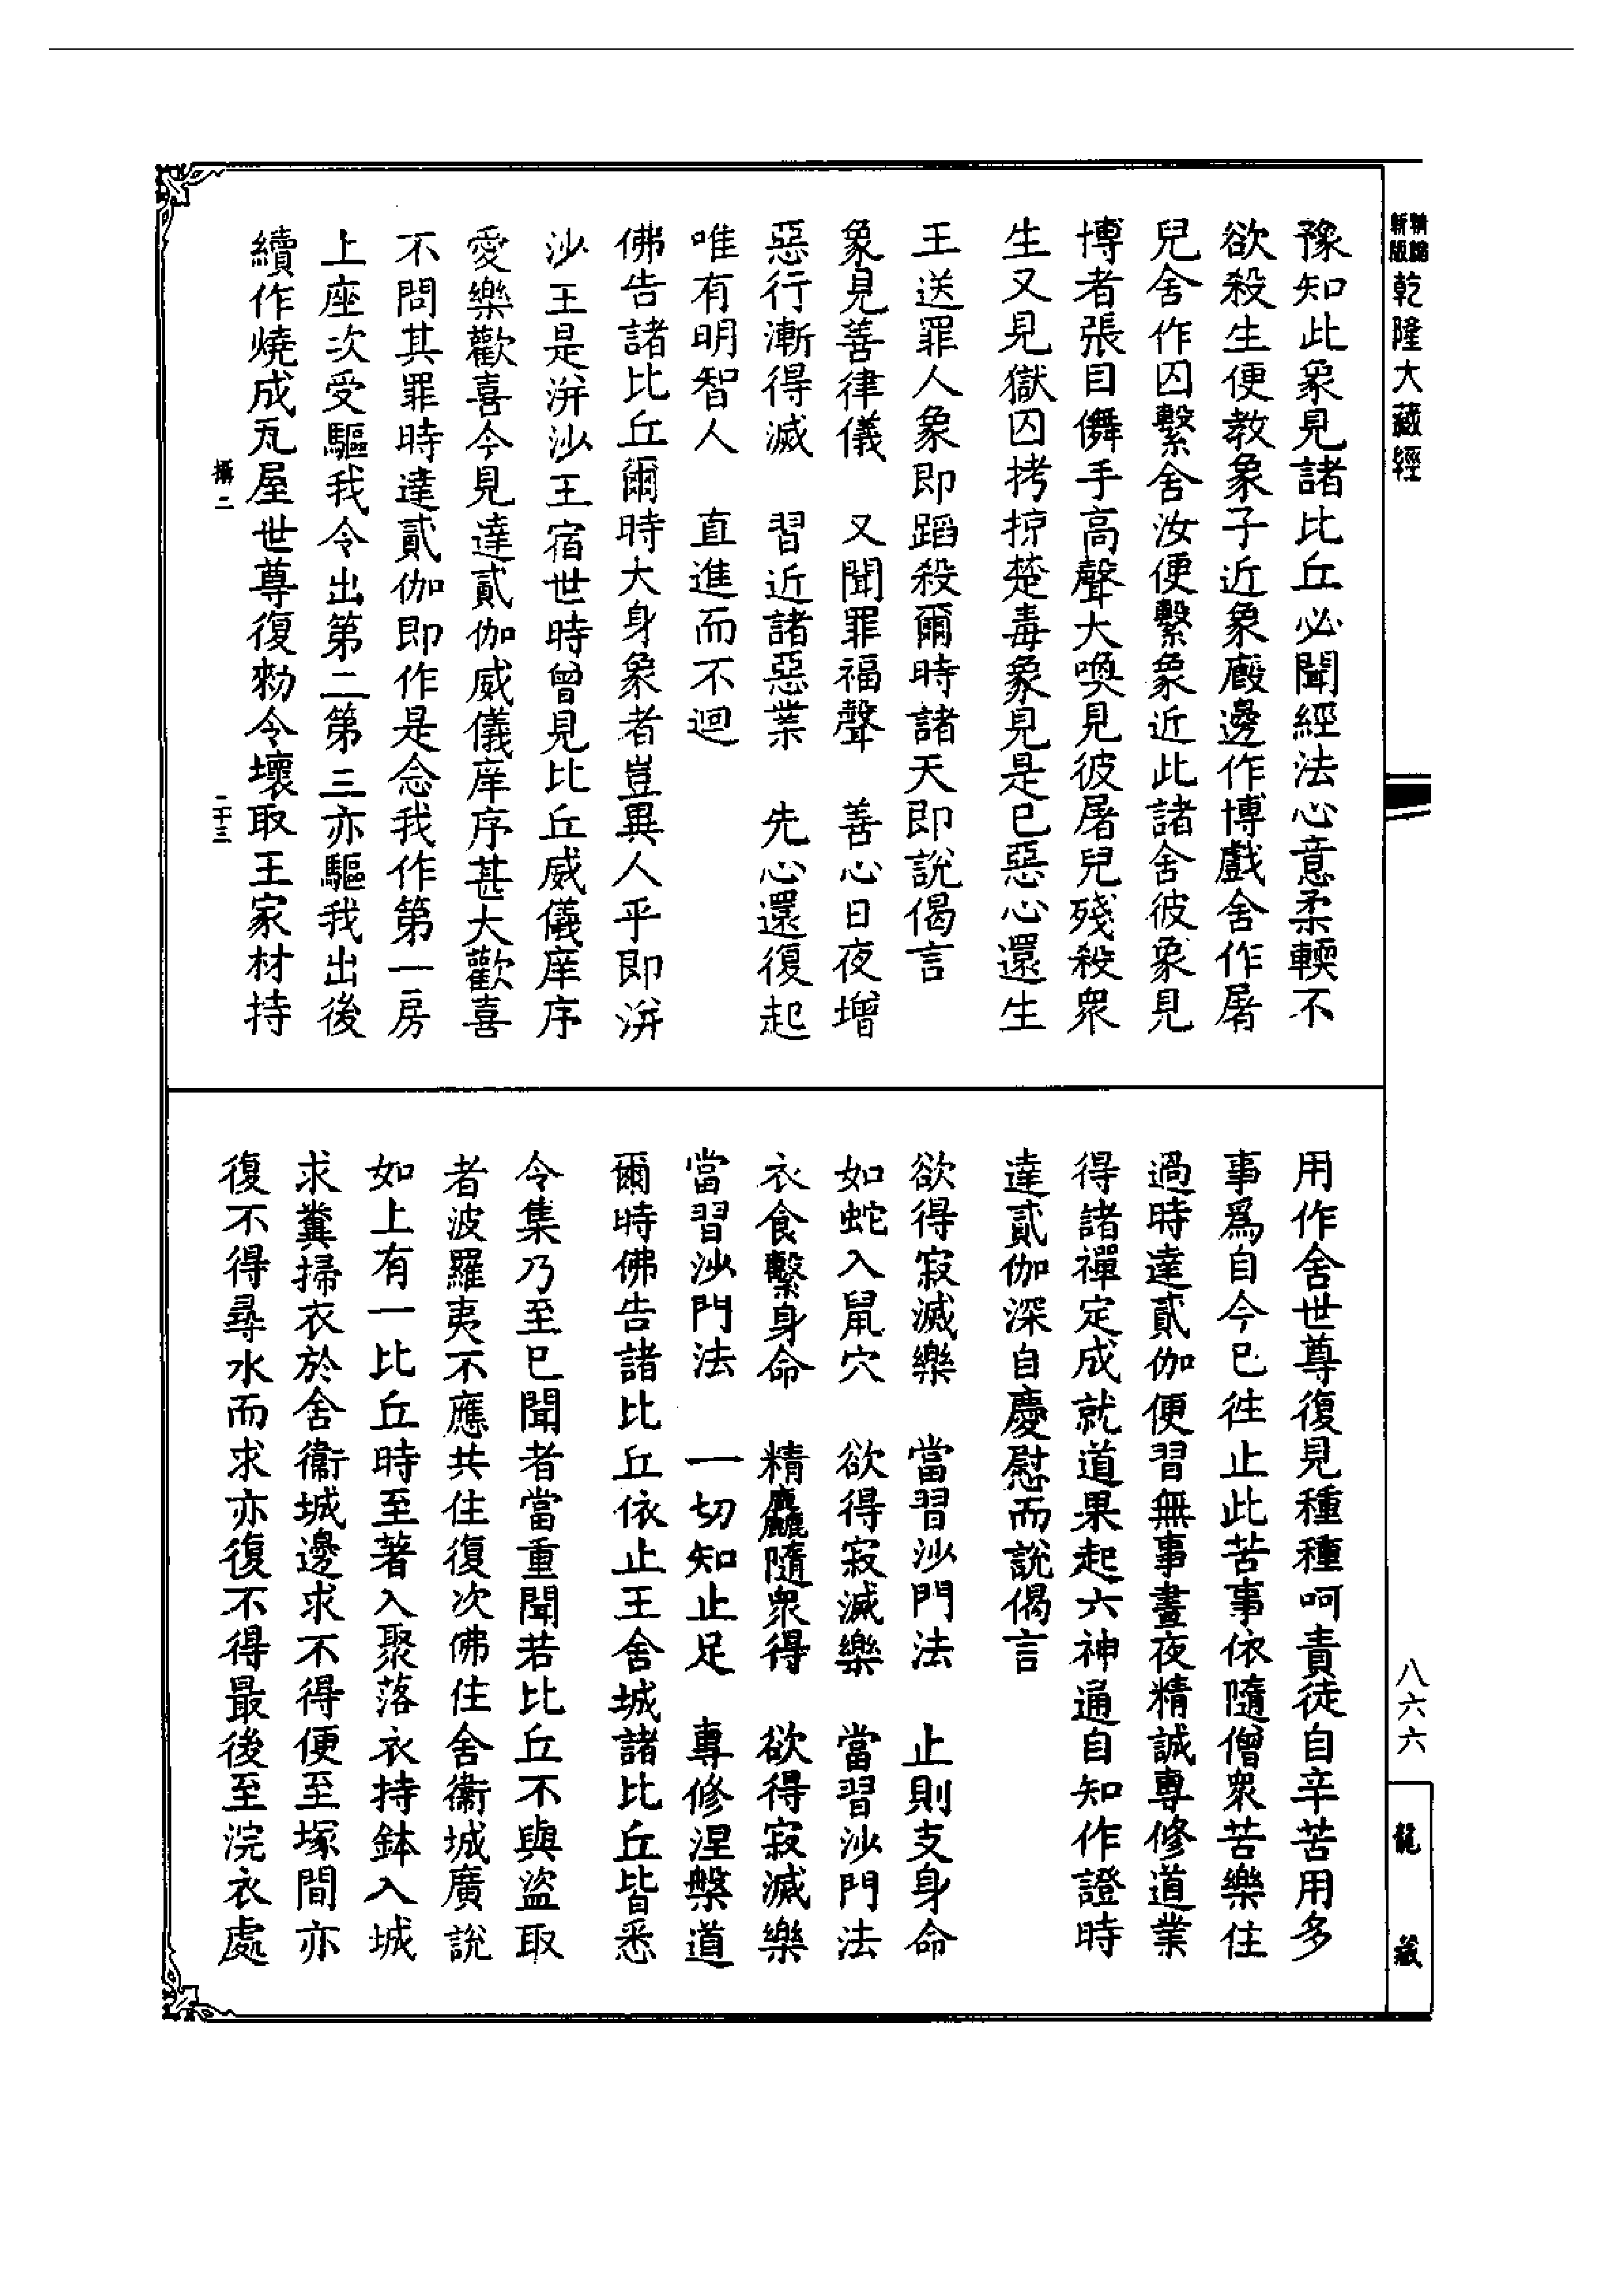 新版 精縮 乾隆大藏經
豫知此象見諸比丘必聞經法心意柔輭不
欲殺生便教象子近象廄邊作博戲舍作屠
兒舍作囚繫舍汝便繫象近此諸舍彼象見
博者張目儛手高聲大喚見彼屠兒殘殺衆
生又見獄囚拷掠楚毒象見是已惡心還生
王送罪人象即蹈殺爾時諸天即說偈言
象見善律儀　又聞罪福聲　善心日夜增
惡行漸得滅　習近諸惡業　先心還復起
唯有明智人　直進而不迴
佛告諸比丘爾時大身象者豈異人乎即洴
沙王是洴沙王宿世時曾見比丘威儀庠序
愛樂歡喜今見達貳伽威儀庠序甚大歡喜
不問其罪時達貳伽即作是念我作第一房
上座次受驅我令出第二第三亦驅我出後
續作燒成瓦屋世尊復勑令壞取王家材持
攝二　二十三
用作舍世尊復見種種呵責徒自辛苦用多
事爲自今已往止此苦事依隨僧衆苦樂住
過時達貳伽便習無事晝夜精誠專修道業
得諸禪定成就道果起六神通自知作證時
達貳伽深自慶慰而說偈言
欲得寂滅樂　當習沙門法　止則支身命
如蛇入鼠穴　欲得寂滅樂　當習沙門法
衣食繫身命　精麤隨衆得　欲得寂滅樂
當習沙門法　一切知止足　專修涅槃道
爾時佛告諸比丘依止王舍城諸比丘皆悉
令集乃至已聞者當重聞若比丘不與盜取
者波羅夷不應共住復次佛住舍衞城廣說
如上有一比丘時至著入聚落衣持鉢入城
求糞掃衣於舍衞城邊求不得便至塚間亦
復不得尋水而求亦復不得最後至浣衣處
八六六
龍藏